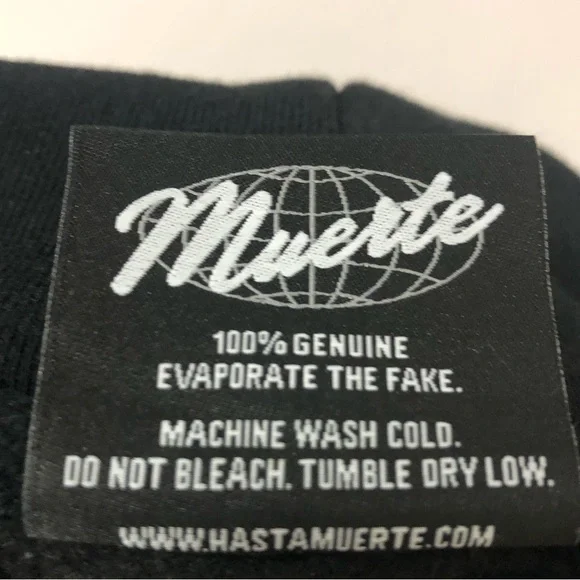 Muerte
100% GENUINE
EVAPORATE THE FAKE.
MACHINE WASH COLD.
DO NOT BLEACH. TUMBLE DRY LOW.
WWW.HASTAMUERTE.COM